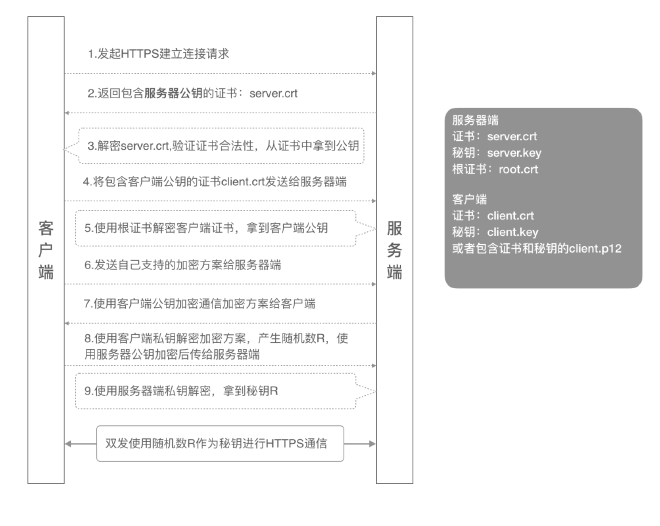 1.发起HTTPS建立连接请求
2.返回包含服务器公钥的证书：server.crt
3.解密server.crt,验证证书合法性，从证书中拿到公钥
4.将包含客户端公钥的证书client.crt发送给服务器端
5.使用根证书解密客户端证书，拿到客户端公钥
6.发送自己支持的加密方案给服务器端
7.使用客户端公钥加密通信加密方案给客户端
8.使用客户端私钥解密加密方案，产生随机数R，使
用服务器公钥加密后传给服务器端
9.使用服务器端私钥解密，拿到秘钥R
双发使用随机数R作为秘钥进行HTTPS通信
客
户
端
服
务
端
服务器端
证书：server.crt
秘钥：server.key
根证书：root.crt
客户端
证书：client.crt
秘钥：client.key
或者包含证书和秘钥的client.p12